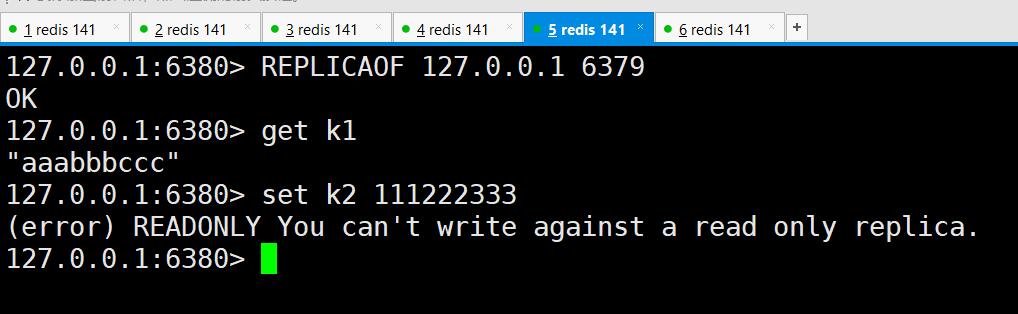 1 redis 141 × 2 redis 141 × 3 redis 141 × 4 redis 141 × 5 redis 141 × 6 redis 141 × +
127.0.0.1:6380> REPLICAOF 127.0.0.1 6379
OK
127.0.0.1:6380> get k1
"aaabbbccc"
127.0.0.1:6380> set k2 111222333
(error) READONLY You can't write against a read only replica.
127.0.0.1:6380>